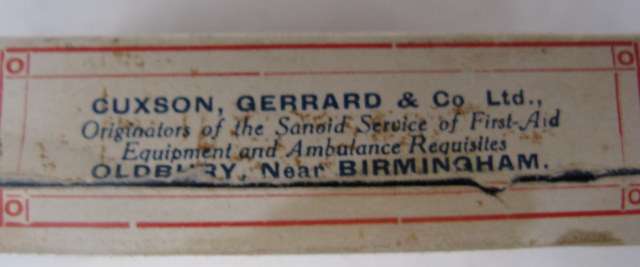 CUXSON, GERRARD & Co Ltd.,
Originators of the Sanoid Service of First-Aid
Equipment and Ambulance Requisites
OLDBURY, Near BIRMINGHAM.